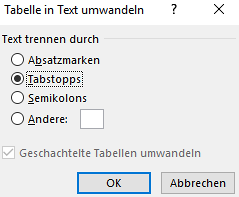 Tabelle in Text umwandeln ? ×
Text trennen durch
Absatzmarken
Tabstopps
Semikolons
Andere:
Geschachtelte Tabellen umwandeln
OK Abbrechen